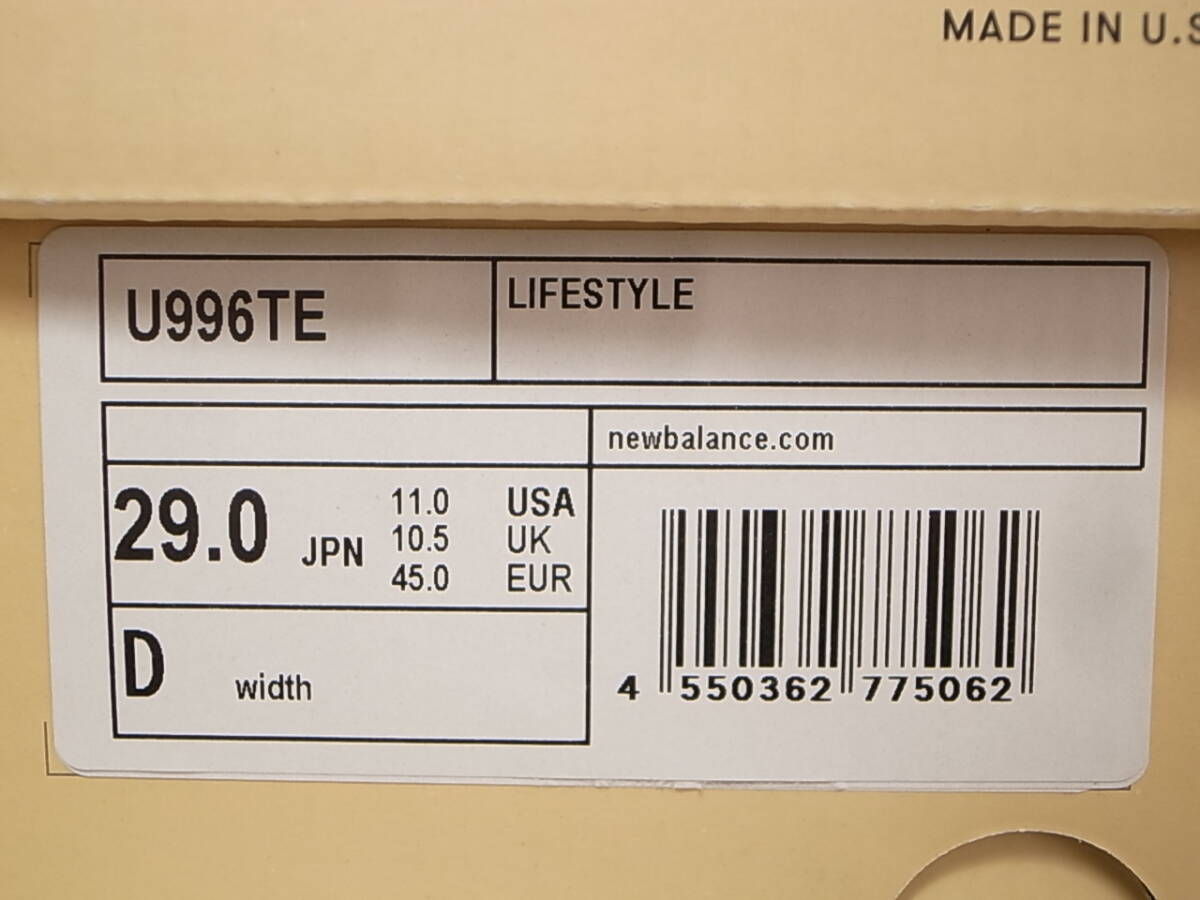 MADE IN U.S
U996TE
LIFESTYLE
newbalance.com
29.0 JPN
11.0 USA
10.5 UK
45.0 EUR
D width
4 550362 775062